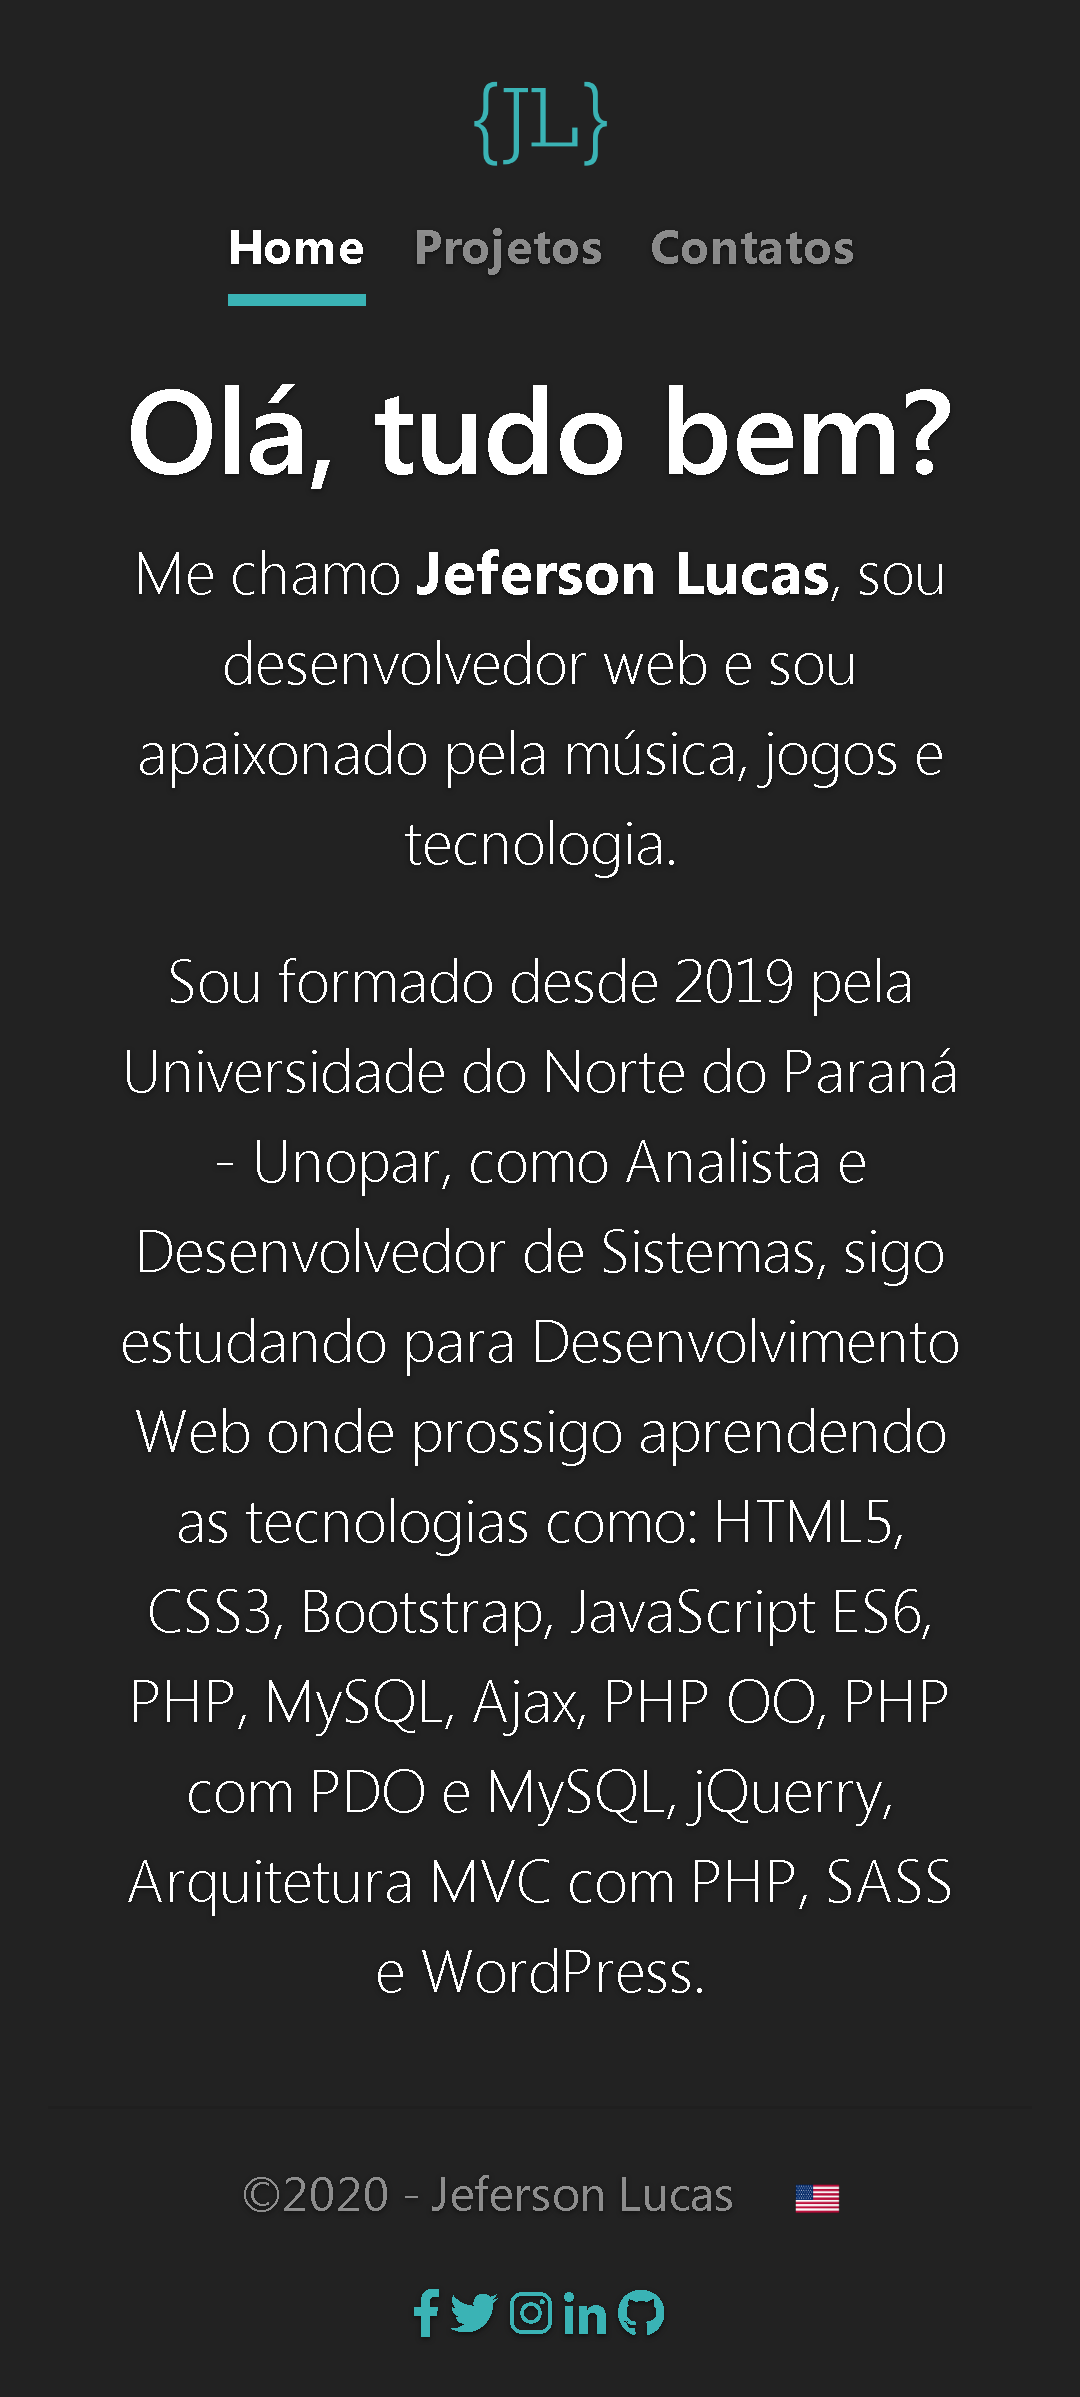 {JL}
Home Projetos Contatos
Olá, tudo bem?
Me chamo Jeferson Lucas, sou
desenvolvedor web e sou
apaixonado pela música, jogos e
tecnologia.
Sou formado desde 2019 pela
Universidade do Norte do Paraná
- Unopar, como Analista e
Desenvolvedor de Sistemas, sigo
estudando para Desenvolvimento
Web onde prossigo aprendendo
as tecnologias como: HTML5,
CSS3, Bootstrap, JavaScript ES6,
PHP, MySQL, Ajax, PHP OO, PHP
com PDO e MySQL, jQuerry,
Arquitetura MVC com PHP, SASS
e WordPress.
©2020 - Jeferson Lucas